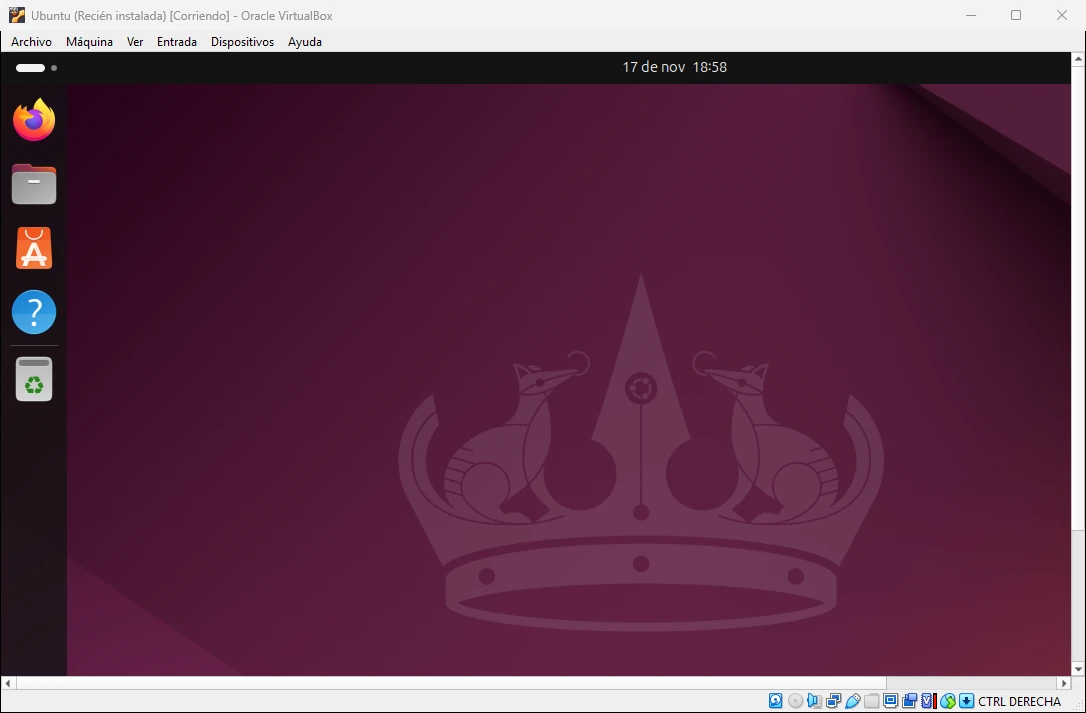 Ubuntu (Recién instalada) [Corriendo] - Oracle VirtualBox
Archivo Máquina Ver Entrada Dispositivos Ayuda
17 de nov 18:58
?
CTRL DERECHA